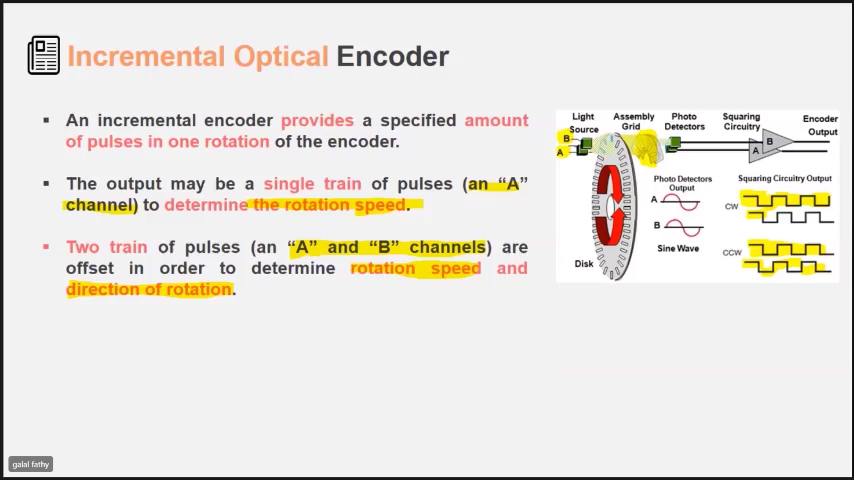 Incremental Optical Encoder
▪ An incremental encoder provides a specified amount
of pulses in one rotation of the encoder.
▪ The output may be a single train of pulses (an “A”
channel) to determine the rotation speed.
▪ Two train of pulses (an “A” and “B” channels) are
offset in order to determine rotation speed and
direction of rotation.
Light
Source
Assembly
Grid
Photo
Detectors
Squaring
Circuitry
Encoder
Output
B
A
B
A
Photo Detectors
Output
A
B
Sine Wave
Squaring Circuitry Output
CW
CCW
Disk
galal fathy